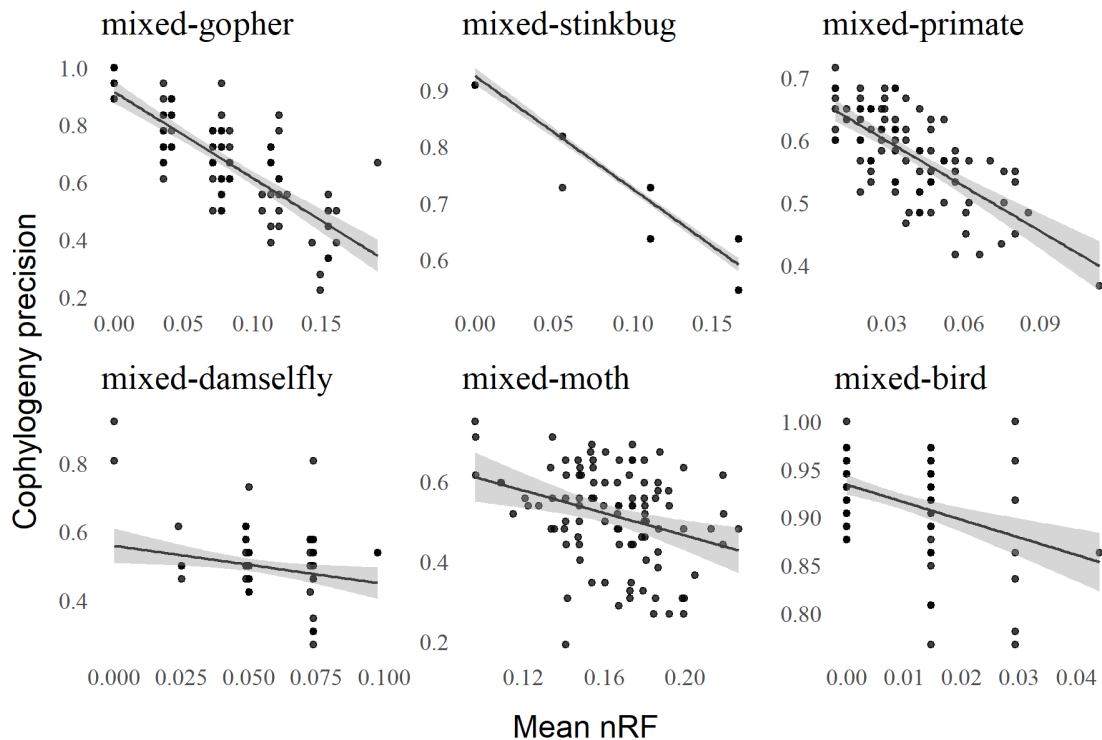 mixed-gopher mixed-stinkbug mixed-primate
1.0
0.8
0.6
0.4
0.2
0.00 0.05 0.10 0.15
0.9
0.8
0.7
0.6
0.00 0.05 0.10 0.15
0.7
0.6
0.5
0.4
0.03 0.06 0.09
Cophylogeny precision
mixed-damselfly mixed-moth mixed-bird
0.8
0.6
0.4
0.000 0.025 0.050 0.075 0.100
0.6
0.4
0.2
0.12 0.16 0.20
1.00
0.95
0.90
0.85
0.80
0.00 0.01 0.02 0.03 0.04
Mean nRF